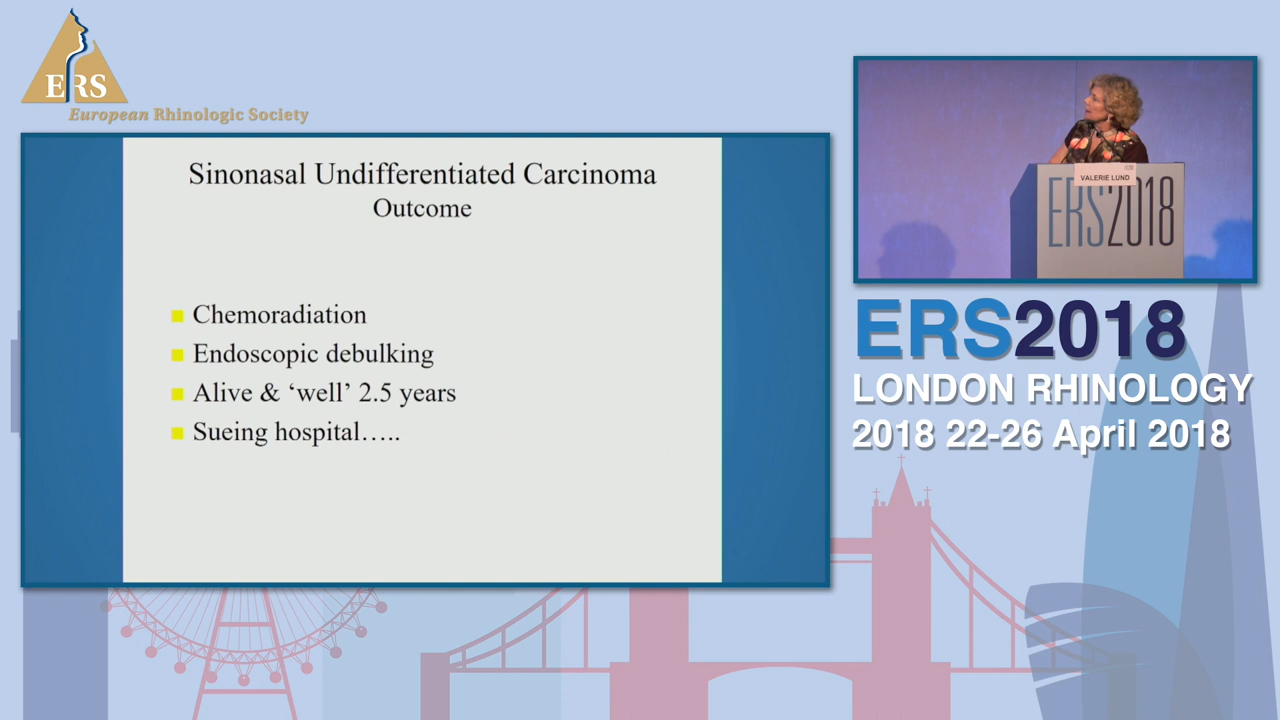 ERS
European Rhinologic Society
Sinonasal Undifferentiated Carcinoma
Outcome
Chemoradiation
Endoscopic debulking
Alive & ‘well’ 2.5 years
Sueing hospital…..
VALERIE LUND
ERS2018
ERS2018
LONDON RHINOLOGY
2018 22-26 April 2018